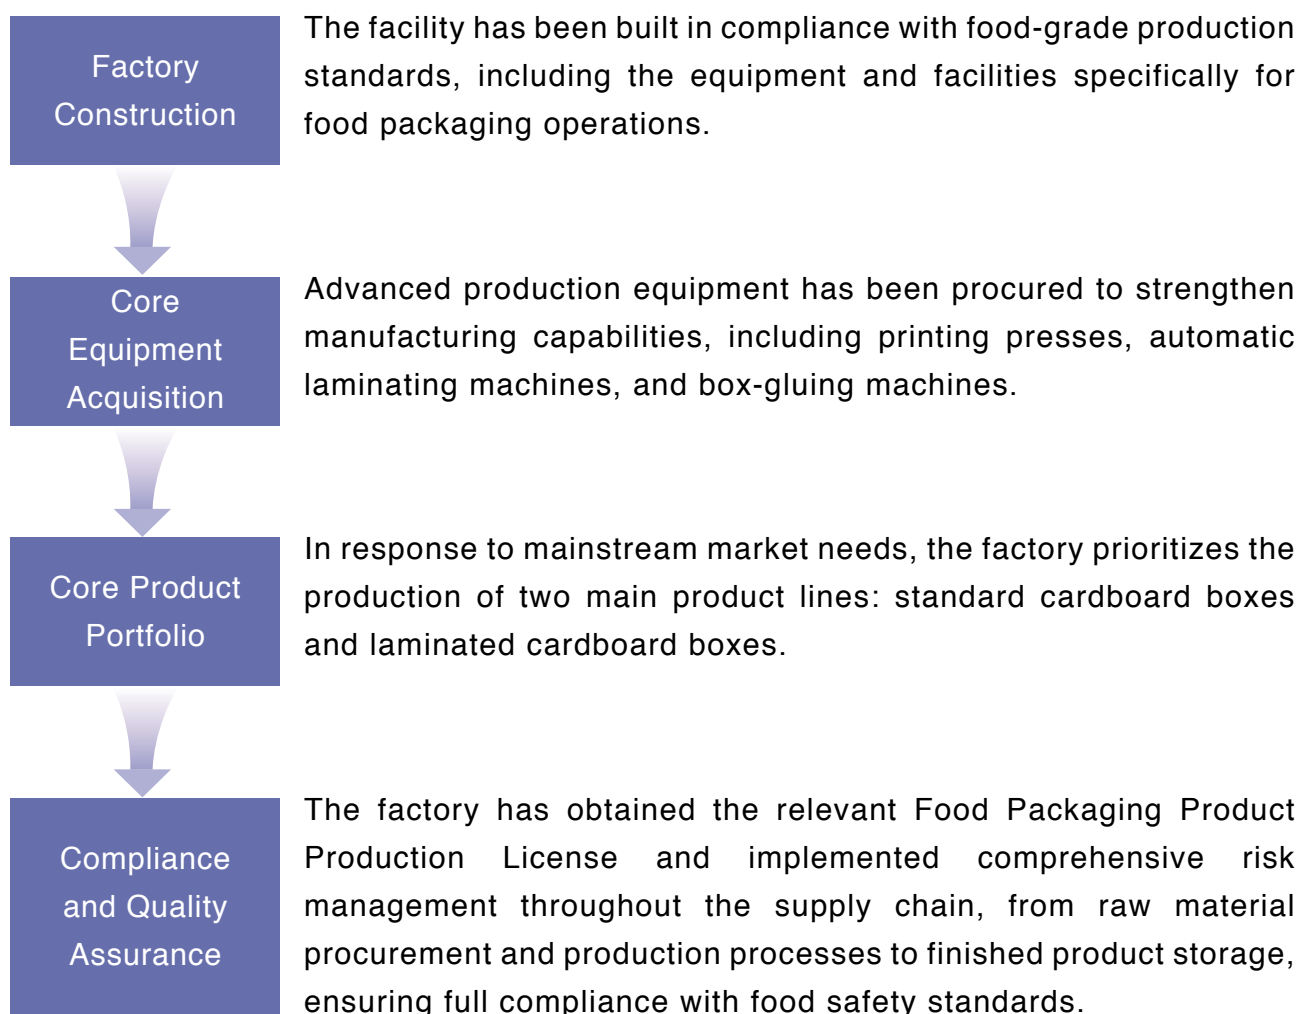 Factory
Construction
The facility has been built in compliance with food-grade production
standards, including the equipment and facilities specifically for
food packaging operations.
Core
Equipment
Acquisition
Advanced production equipment has been procured to strengthen
manufacturing capabilities, including printing presses, automatic
laminating machines, and box-gluing machines.
Core Product
Portfolio
In response to mainstream market needs, the factory prioritizes the
production of two main product lines: standard cardboard boxes
and laminated cardboard boxes.
Compliance
and Quality
Assurance
The factory has obtained the relevant Food Packaging Product
Production License and implemented comprehensive risk
management throughout the supply chain, from raw material
procurement and production processes to finished product storage,
ensuring full compliance with food safety standards.